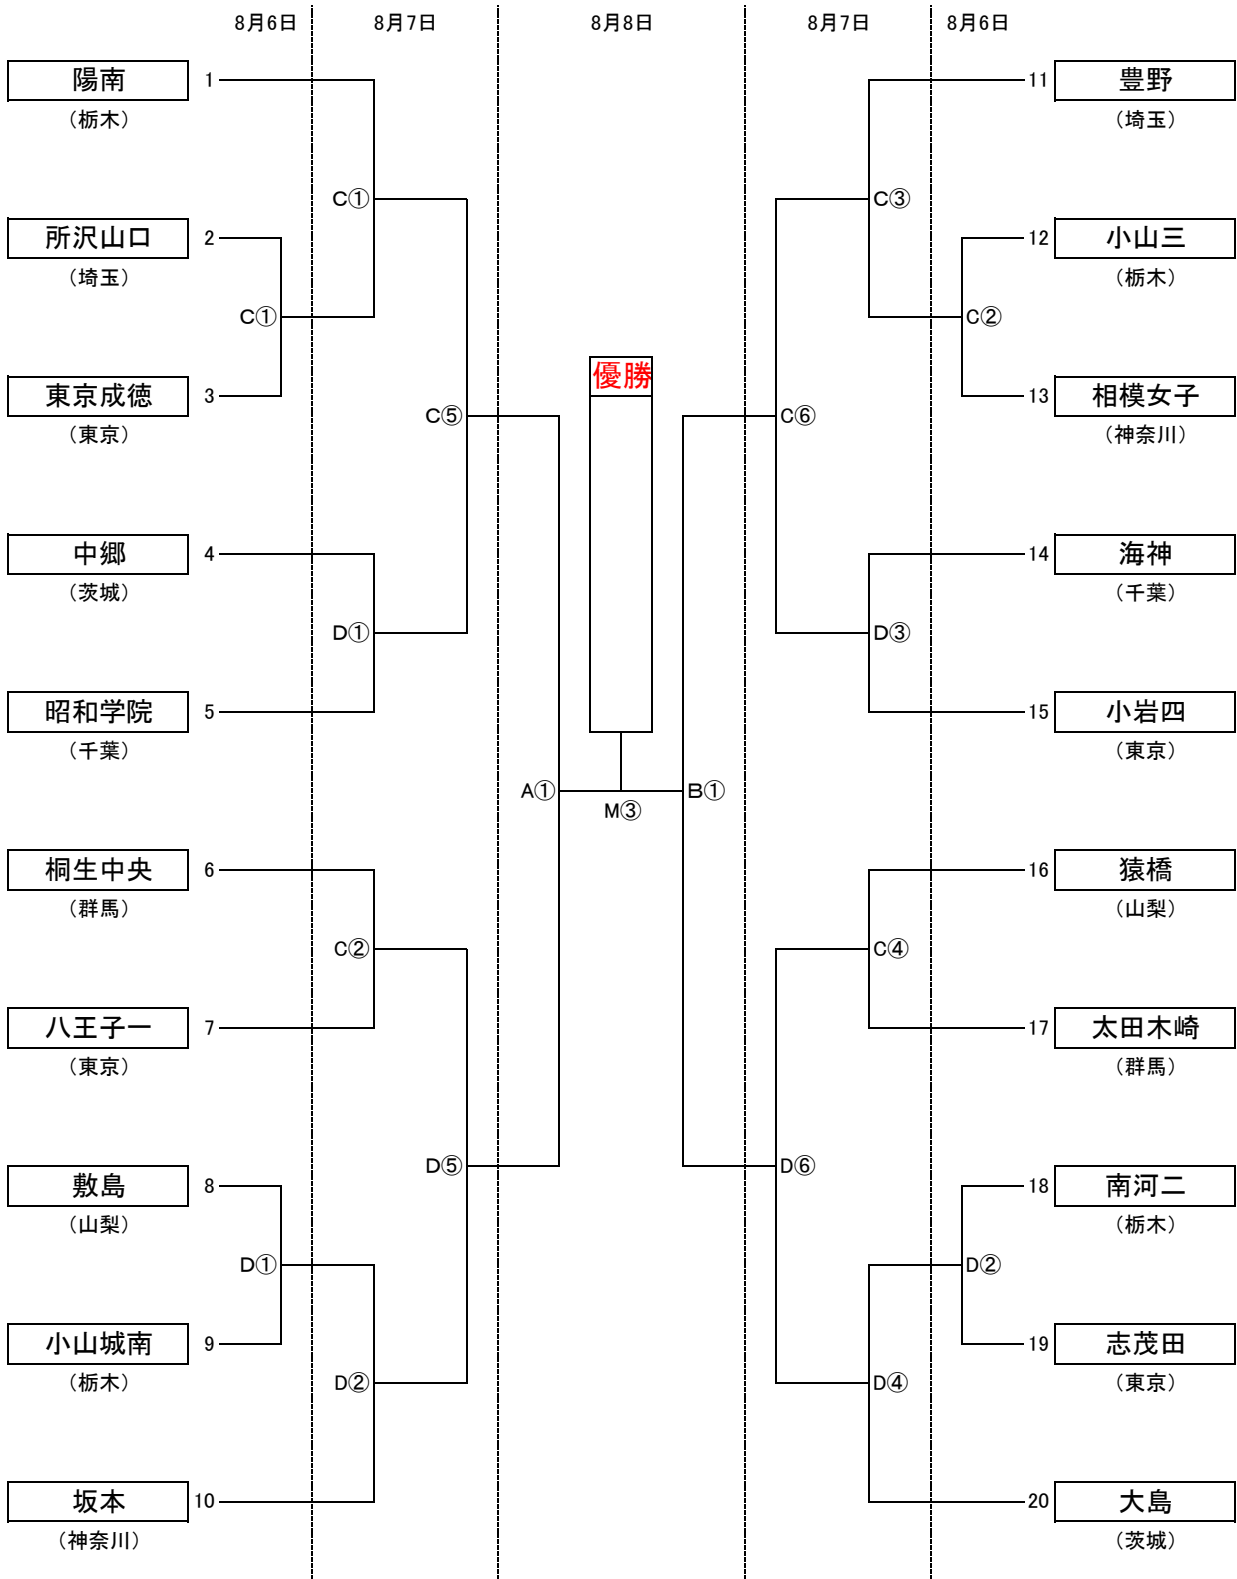 8月6日 8月7日 8月8日 8月7日 8月6日
陽南 1
（栃木）
C①
所沢山口 2
（埼玉）
C①
東京成徳 3
（東京）
C⑤
中郷 4
（茨城）
D①
昭和学院 5
（千葉）
A①
桐生中央 6
（群馬）
C②
八王子一 7
（東京）
D⑤
敷島 8
（山梨）
D①
小山城南 9
（栃木）
D②
坂本 10
（神奈川）
優勝
M③
11 豊野
（埼玉）
C③
12 小山三
（栃木）
C②
13 相模女子
（神奈川）
C⑥
14 海神
（千葉）
D③
15 小岩四
（東京）
B①
16 猿橋
（山梨）
C④
17 太田木崎
（群馬）
D⑥
18 南河二
（栃木）
D②
19 志茂田
（東京）
D④
20 大島
（茨城）